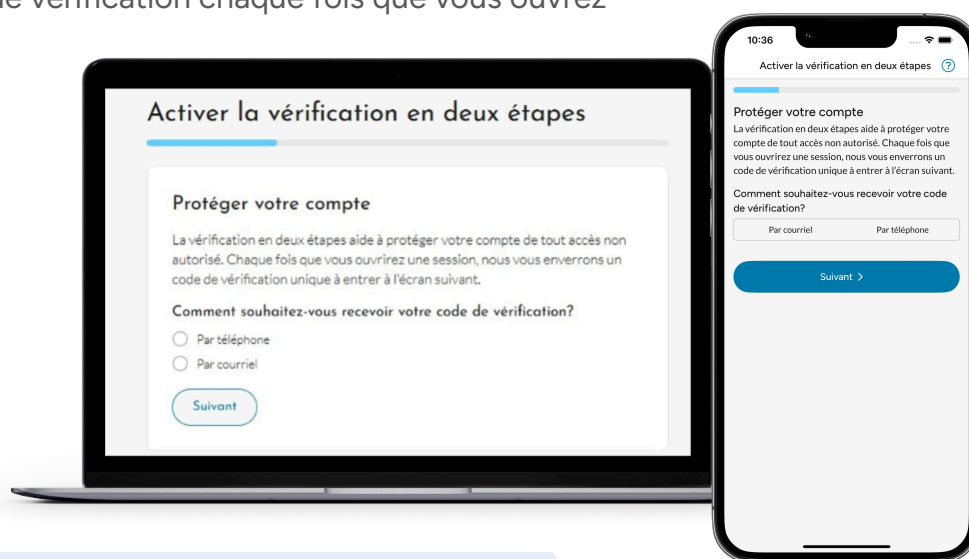 de vérification chaque fois que vous ouvrez
Activer la vérification en deux étapes
Protéger votre compte
La vérification en deux étapes aide à protéger votre compte de tout accès non
autorisé. Chaque fois que vous ouvrirez une session, nous vous enverrons un
code de vérification unique à entrer à l'écran suivant.
Comment souhaitez-vous recevoir votre code de vérification?
Par téléphone
Par courriel
Suivant
10:36
Activer la vérification en deux étapes ?
Protéger votre compte
La vérification en deux étapes aide à protéger votre
compte de tout accès non autorisé. Chaque fois que
vous ouvrirez une session, nous vous enverrons un
code de vérification unique à entrer à l'écran suivant.
Comment souhaitez-vous recevoir votre code
de vérification?
Par courriel Par téléphone
Suivant >